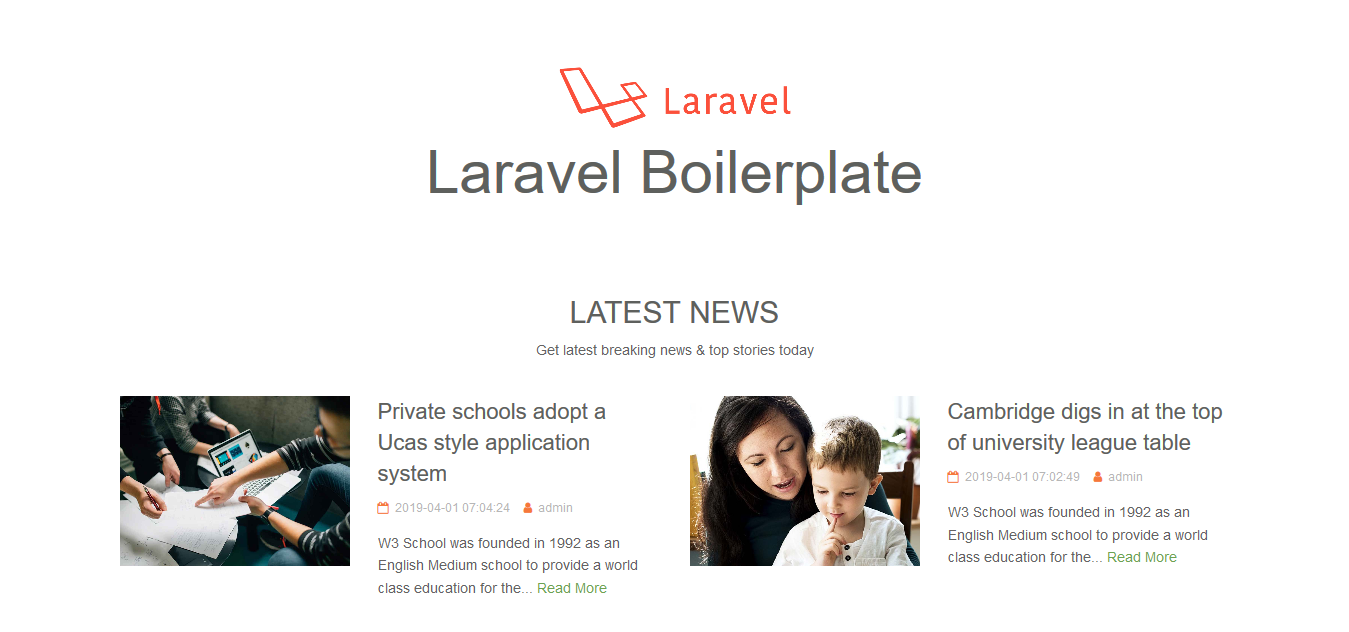 Laravel
Laravel Boilerplate
LATEST NEWS
Get latest breaking news & top stories today
Private schools adopt a
Ucas style application
system
2019-04-01 07:04:24 admin
W3 School was founded in 1992 as an
English Medium school to provide a world
class education for the... Read More
Cambridge digs in at the top
of university league table
2019-04-01 07:02:49 admin
W3 School was founded in 1992 as an
English Medium school to provide a world
class education for the... Read More